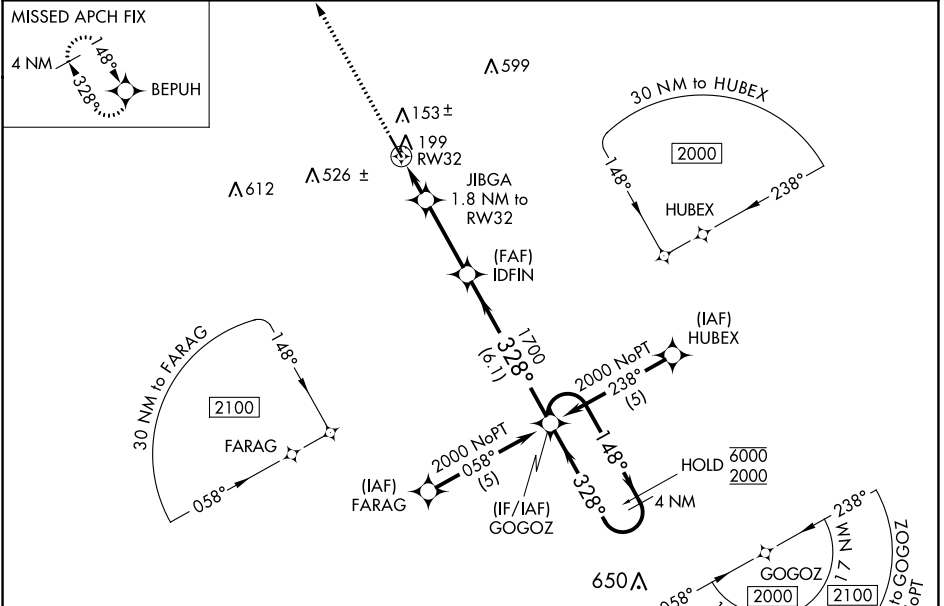 MISSED APCH FIX
4 NM
148°
328°
BEPUH
599
153 ±
199
RW32
612
526 ±
JIBGA
1.8 NM to
RW32
(FAF)
IDFIN
30 NM to HUBEX
2000
148°
238°
HUBEX
1700
328°
(6.1)
(IAF)
HUBEX
2000 NoPT
238°
(5)
30 NM to FARAG
2100
148°
FARAG
058°
2000 NoPT
058°
(5)
(IAF)
FARAG
(IF/IAF)
GOGOZ
148°
328°
HOLD
6000
2000
4 NM
650
238°
GOGOZ
17 NM
2000
2100
058°
to GOGOZ
NoPT